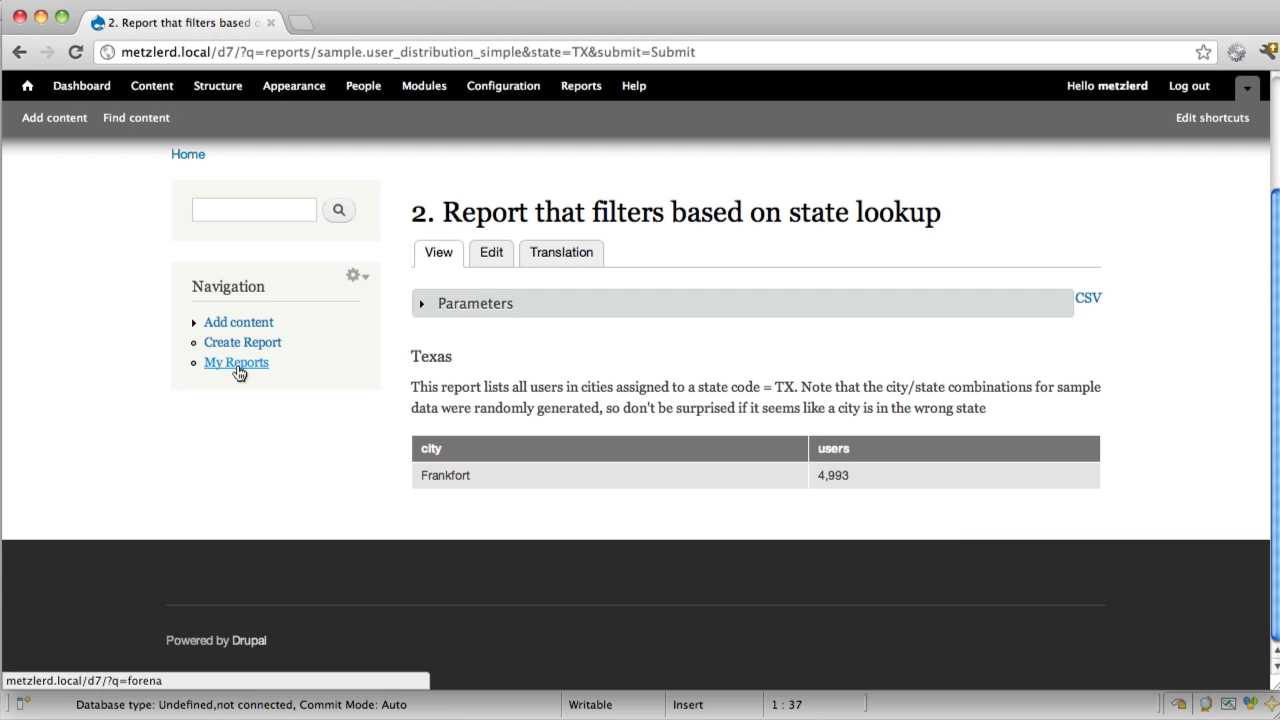 2. Report that filters based o
metzlerd.local/d7/?q=reports/sample.user_distribution_simple&state=TX&submit=Submit
Dashboard Content Structure Appearance People Modules Configuration Reports Help Hello metzlerd Log out
Add content Find content Edit shortcuts
Home
2. Report that filters based on state lookup
View Edit Translation
Navigation
Add content
Create Report
My Reports
Parameters CSV
Texas
This report lists all users in cities assigned to a state code = TX. Note that the city/state combinations for sample
data were randomly generated, so don't be surprised if it seems like a city is in the wrong state
city users
Frankfort 4,993
Powered by Drupal
metzlerd.local/d7/?q=forena
Database type: Undefined,not connected, Commit Mode: Auto Writable Insert 1 : 37